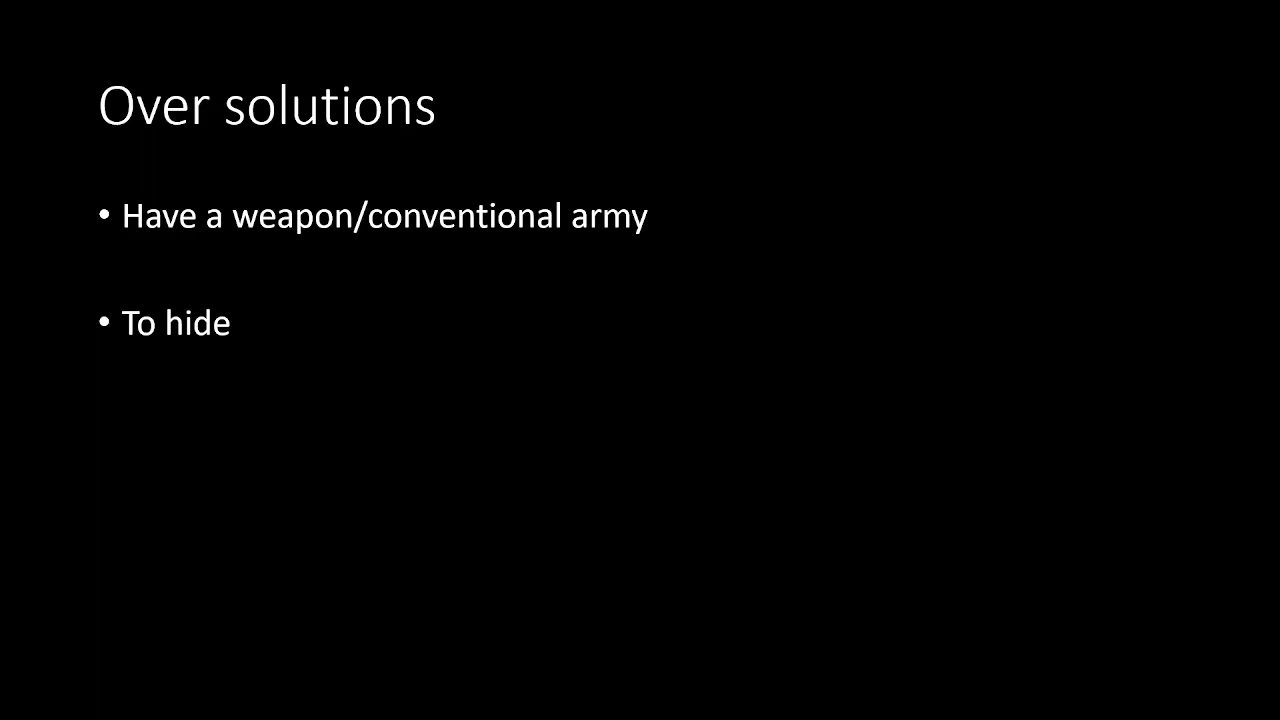 Over solutions
• Have a weapon/conventional army
• To hide